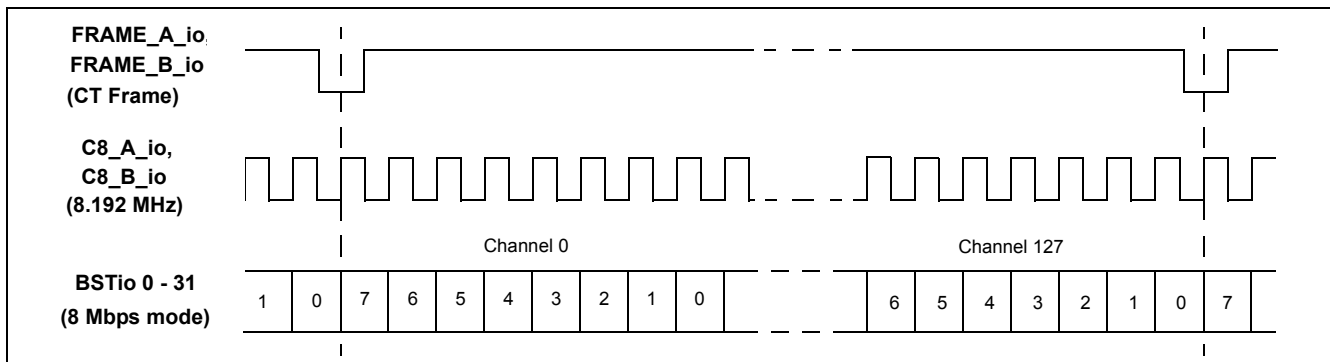 FRAME_A_io,
FRAME_B_io
(CT Frame)
C8_A_io,
C8_B_io
(8.192 MHz)
Channel 0
Channel 127
BSTio 0 - 31
(8 Mbps mode)
1 0 7 6 5 4 3 2 1 0 6 5 4 3 2 1 0 7